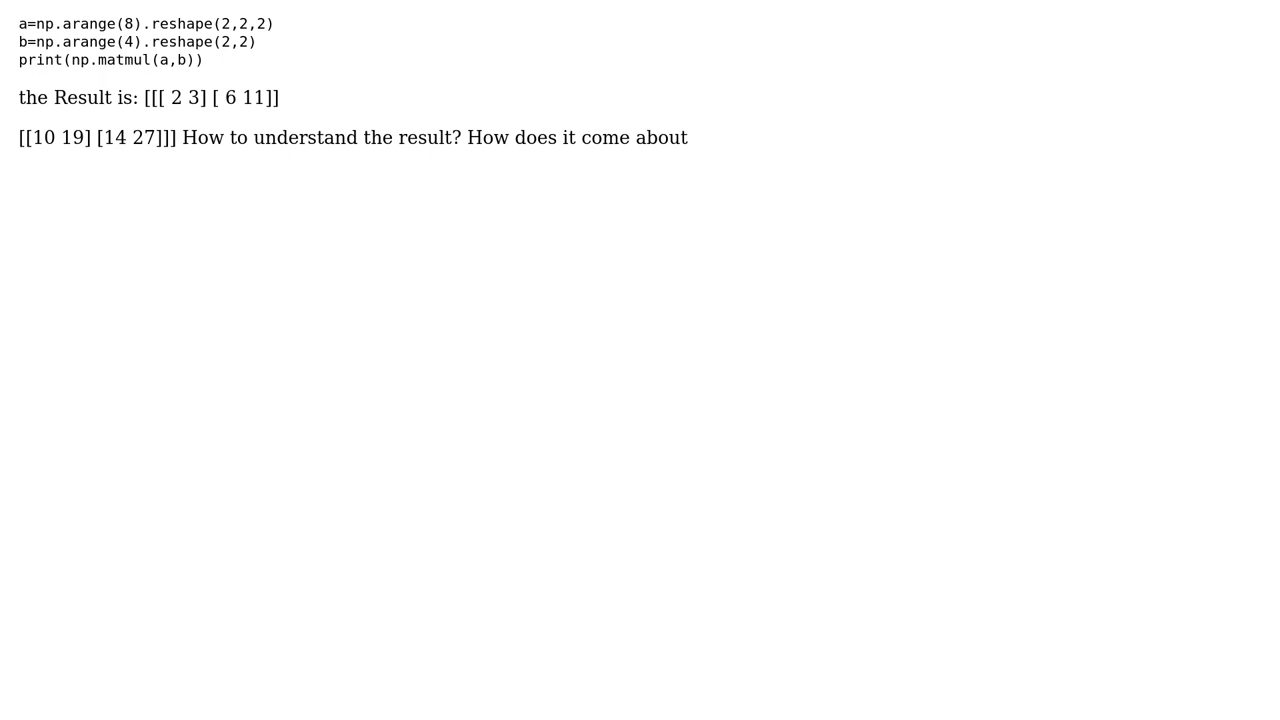 a=np.arange(8).reshape(2,2,2)
b=np.arange(4).reshape(2,2)
print(np.matmul(a,b))
the Result is: [[[ 2 3] [ 6 11]]
[[10 19] [14 27]]] How to understand the result? How does it come about